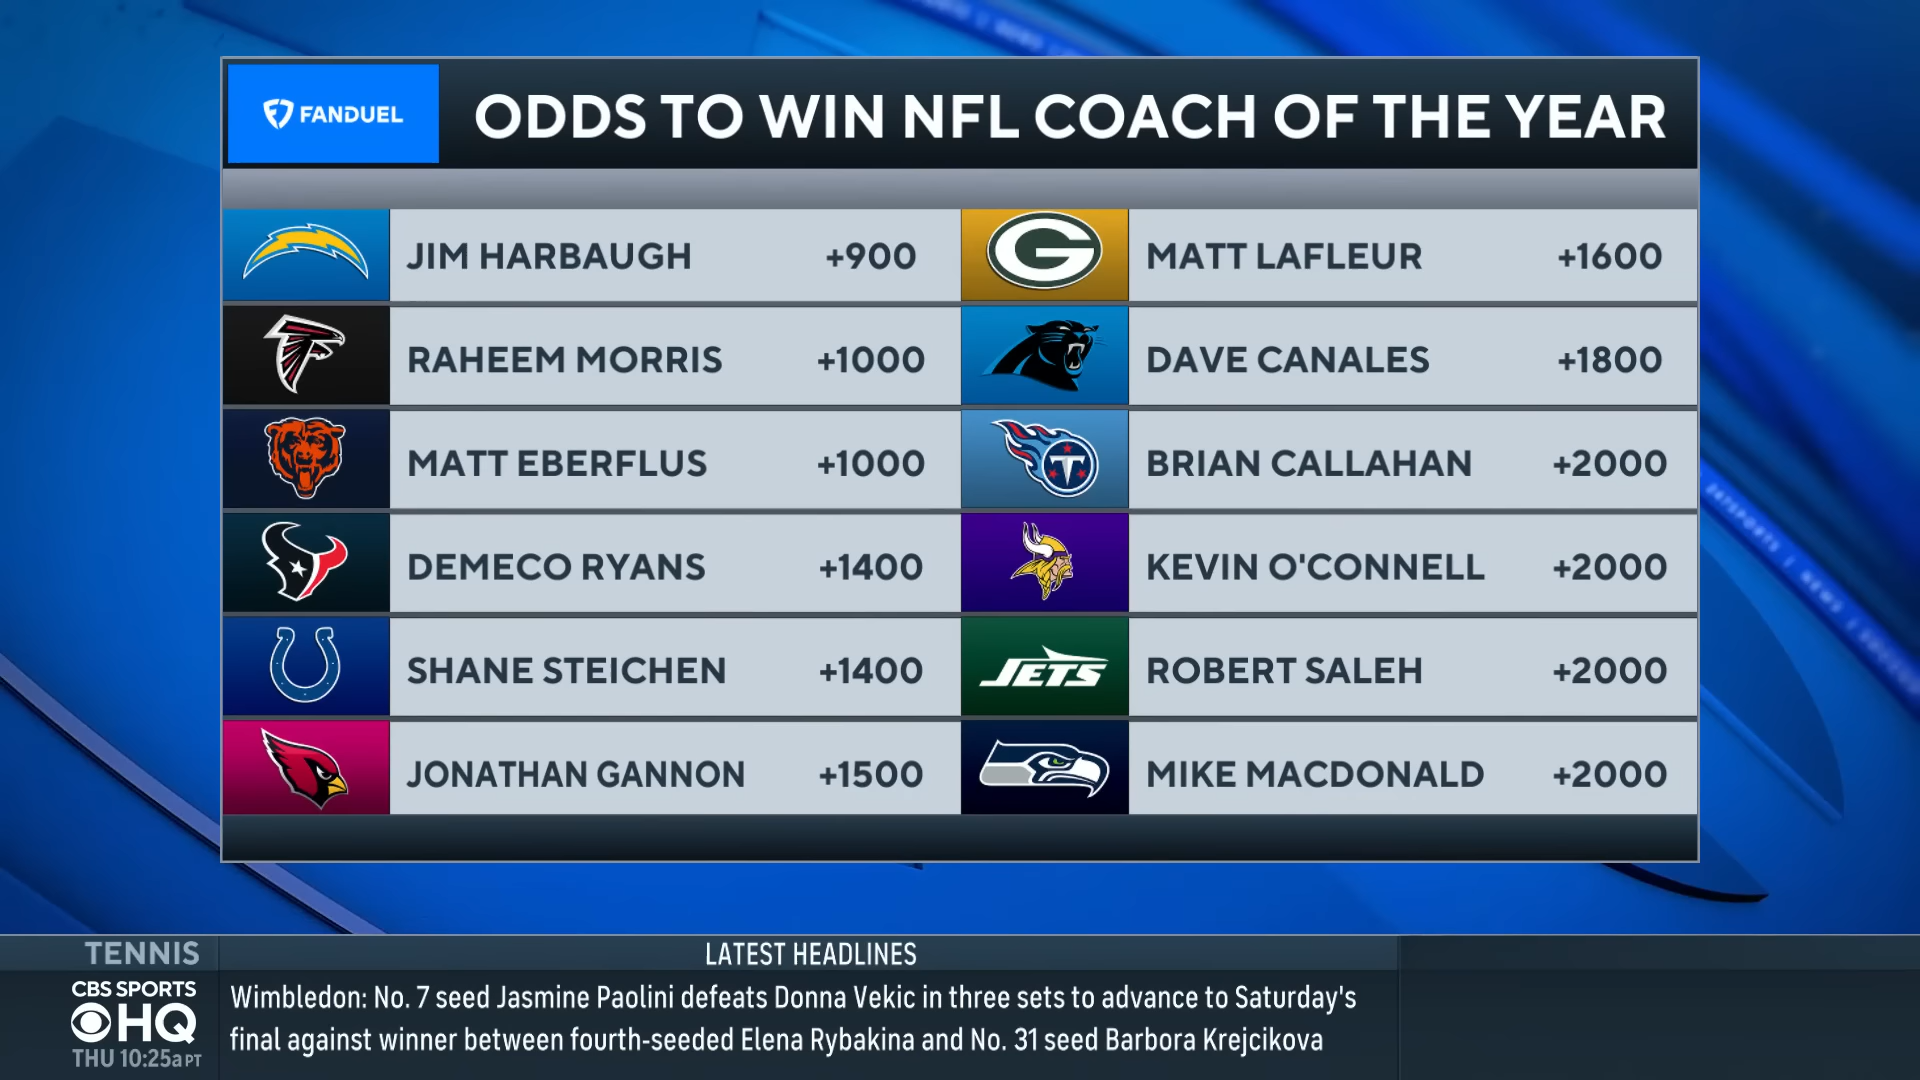 FANDUEL
ODDS TO WIN NFL COACH OF THE YEAR
JIM HARBAUGH +900
RAHEEM MORRIS +1000
MATT EBERFLUS +1000
DEMECO RYANS +1400
SHANE STEICHEN +1400
JONATHAN GANNON +1500
MATT LAFLEUR +1600
DAVE CANALES +1800
BRIAN CALLAHAN +2000
KEVIN O'CONNELL +2000
JETS
ROBERT SALEH +2000
MIKE MACDONALD +2000
TENNIS
CBS SPORTS
HQ
THU 10:25a PT
LATEST HEADLINES
Wimbledon: No. 7 seed Jasmine Paolini defeats Donna Vekic in three sets to advance to Saturday's
final against winner between fourth-seeded Elena Rybakina and No. 31 seed Barbora Krejcikova